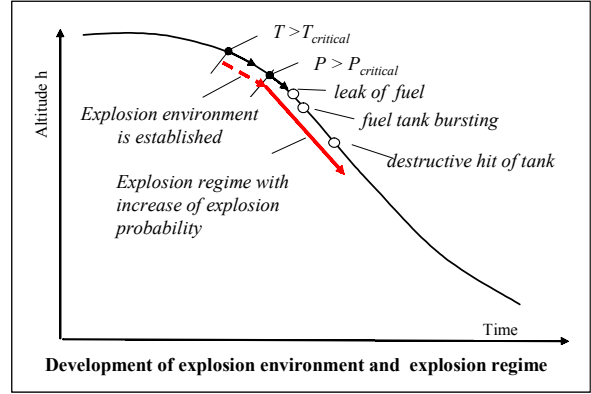 T >Tcritical
P > Pcritical
leak of fuel
fuel tank bursting
destructive hit of tank
Altitude h
Explosion environment
is established
Explosion regime with
increase of explosion
probability
Time
Development of explosion environment and explosion regime